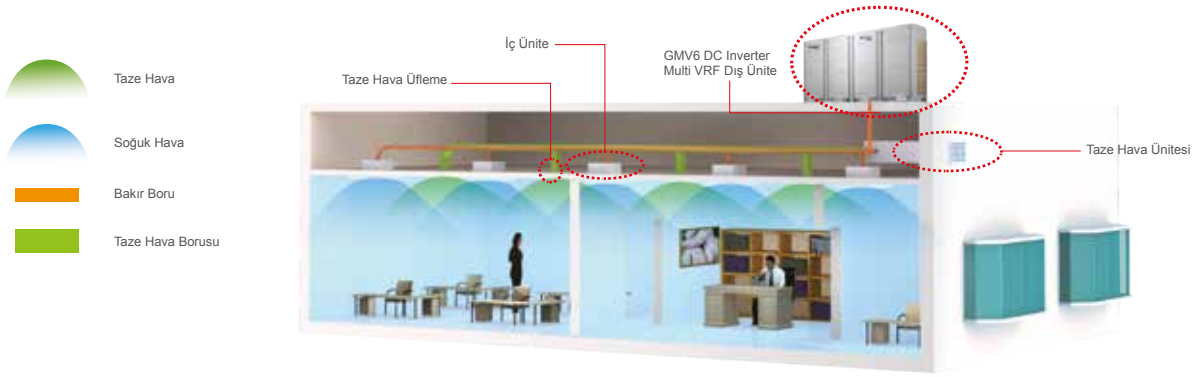 Taze Hava
Soğuk Hava
Bakır Boru
Taze Hava Borusu
İç Ünite
Taze Hava Üfleme
GMV6 DC Inverter
Multi VRF Dış Ünite
Taze Hava Ünitesi